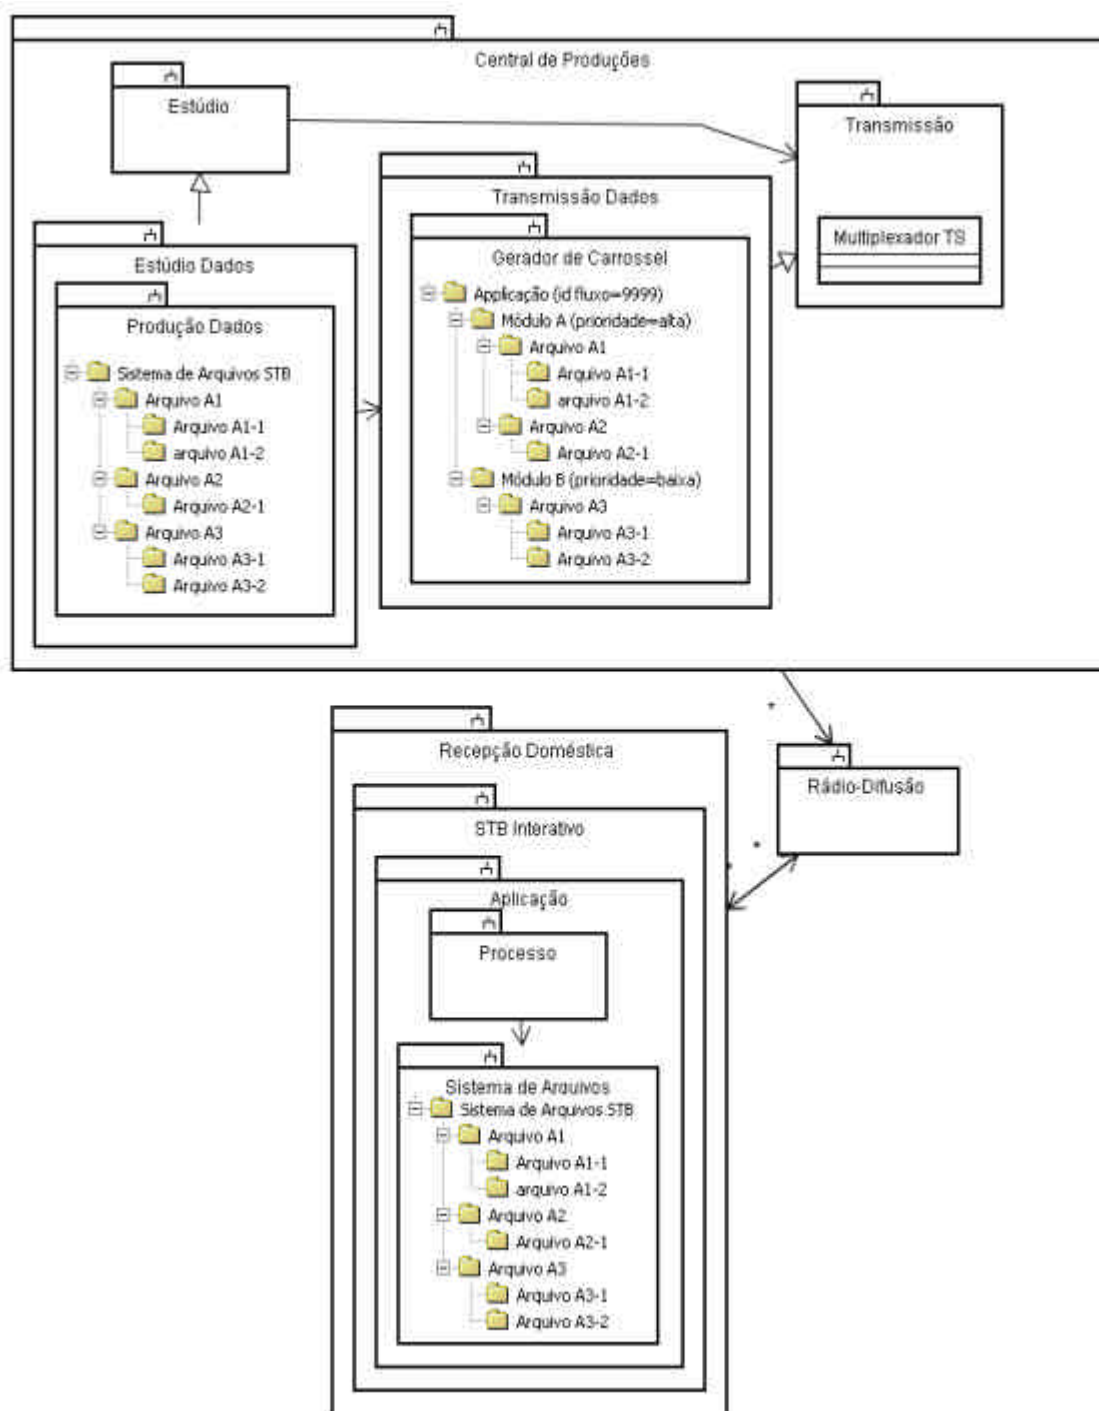 Central de Produções
Estúdio
Transmissão
Multiplexador TS
Transmissão Dados
Gerador de Carrossel
Applicação (id fluxo=9999)
Módulo A (prioridade=alta)
Arquivo A1
Arquivo A1-1
arquivo A1-2
Arquivo A2
Arquivo A2-1
Módulo B (prioridade=baixa)
Arquivo A3
Arquivo A3-1
Arquivo A3-2
Estúdio Dados
Produção Dados
Sistema de Arquivos STB
Arquivo A1
Arquivo A1-1
arquivo A1-2
Arquivo A2
Arquivo A2-1
Arquivo A3
Arquivo A3-1
Arquivo A3-2
*
Rádio-Difusão
*
*
Recepção Doméstica
STB Interativo
Aplicação
Processo
Sistema de Arquivos
Sistema de Arquivos STB
Arquivo A1
Arquivo A1-1
arquivo A1-2
Arquivo A2
Arquivo A2-1
Arquivo A3
Arquivo A3-1
Arquivo A3-2